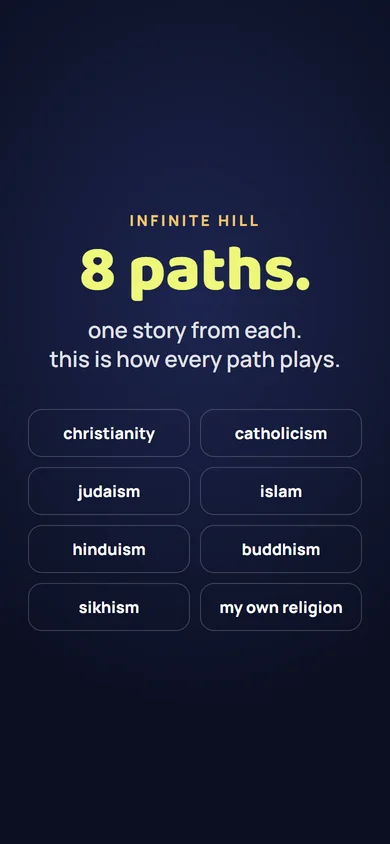 INFINITE HILL
8 paths.
one story from each.
this is how every path plays.
christianity
catholicism
judaism
islam
hinduism
buddhism
sikhism
my own religion